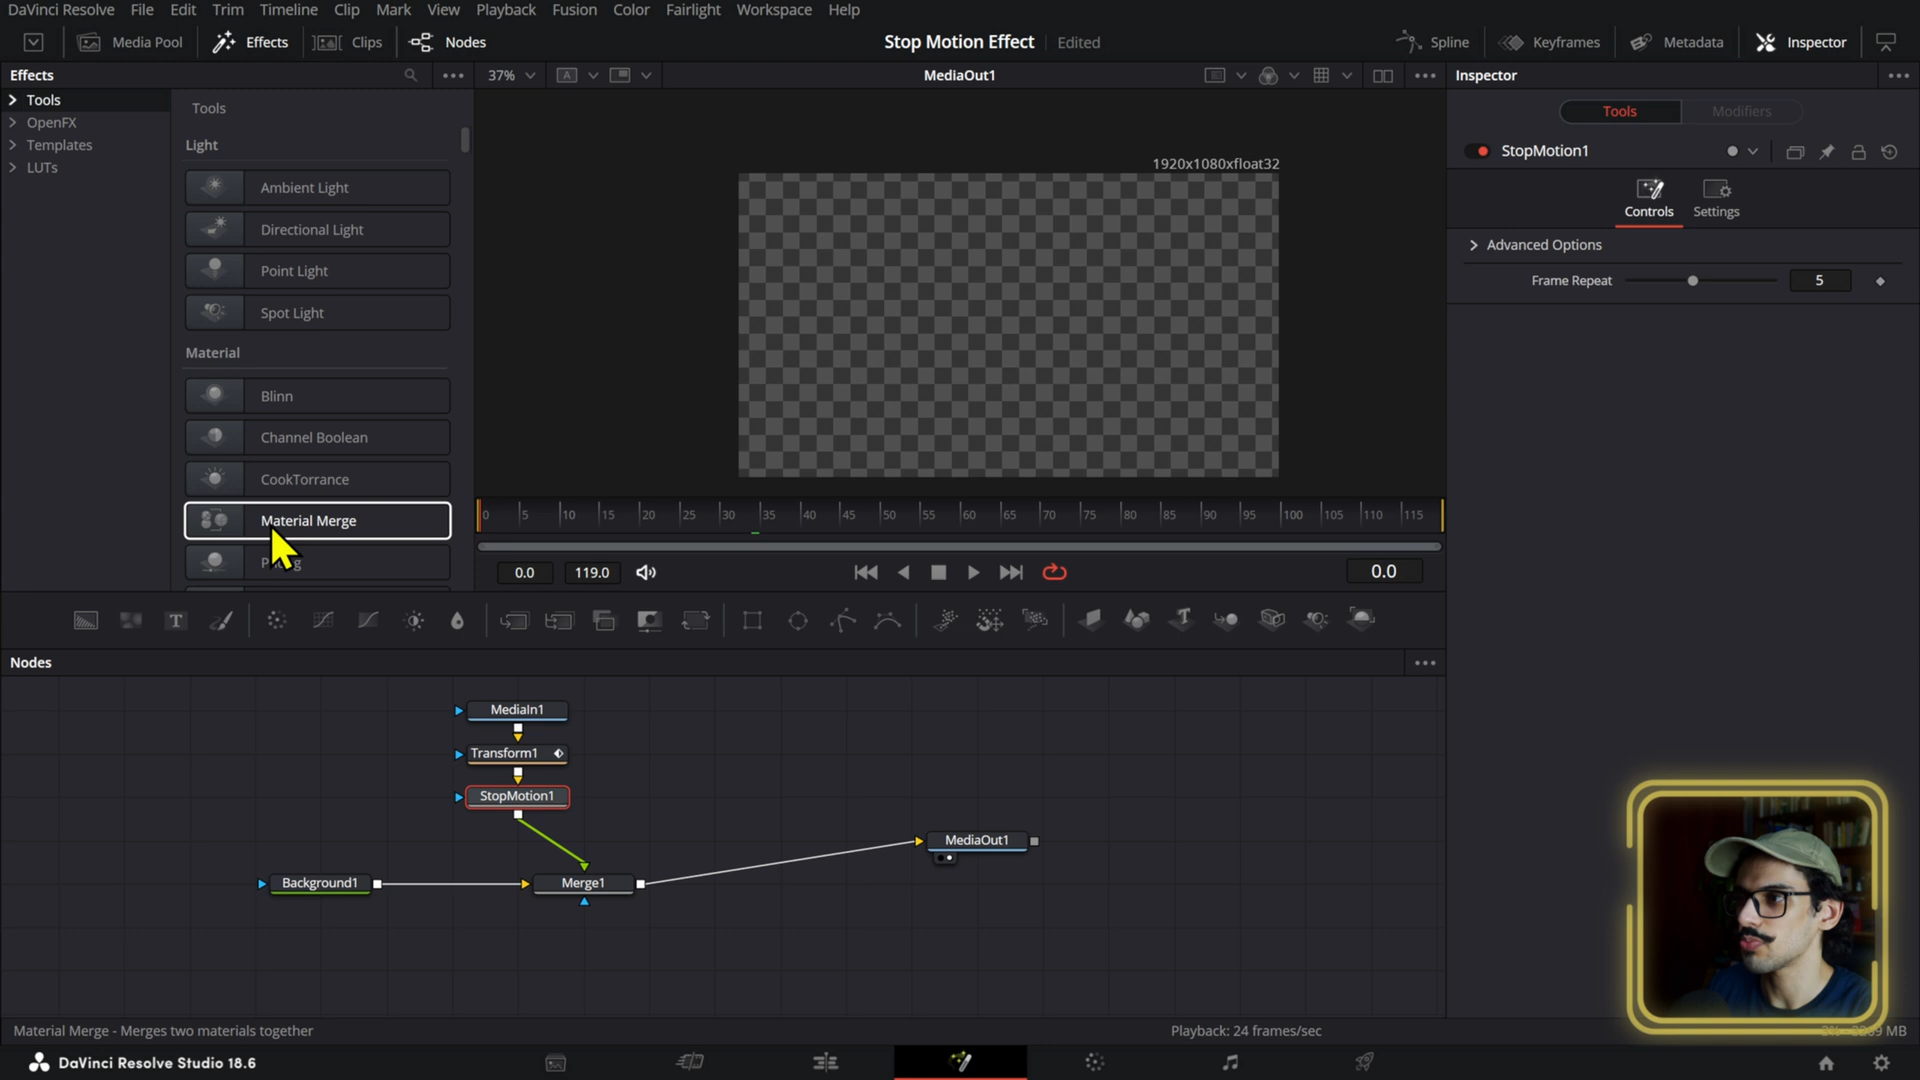 DaVinci Resolve File Edit Trim Timeline Clip Mark View Playback Fusion Color Fairlight Workspace Help
Media Pool Effects Clips Nodes Stop Motion Effect Edited Spline Keyframes Metadata Inspector
Effects 37% A MediaOut1 Inspector
Tools
OpenFX
Templates
LUTs
Tools
Light
Ambient Light
Directional Light
Point Light
Spot Light
Material
Blinn
Channel Boolean
CookTorrance
Material Merge
1920x1080xfloat32
0 5 10 15 20 25 30 35 40 45 50 55 60 65 70 75 80 85 90 95 100 105 110 115
0.0 119.0 0.0
Tools Modifiers
StopMotion1
Controls Settings
Advanced Options
Frame Repeat 5
T T
Nodes
MediaIn1
Transform1
StopMotion1
MediaOut1
Background1 Merge1
Material Merge - Merges two materials together Playback: 24 frames/sec MB
DaVinci Resolve Studio 18.6